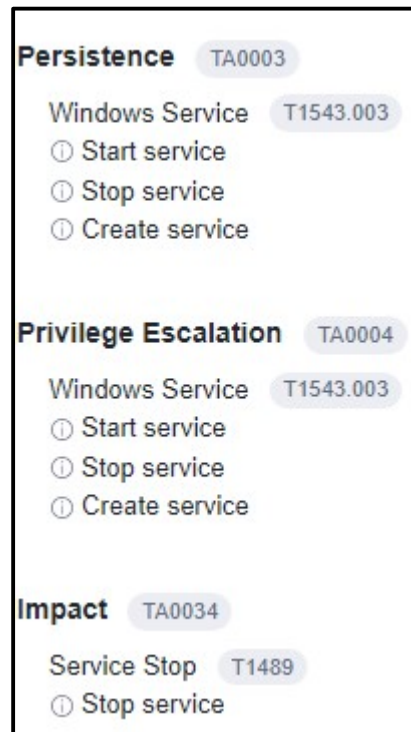 Persistence TA0003
Windows Service T1543.003
Start service
Stop service
Create service
Privilege Escalation TA0004
Windows Service T1543.003
Start service
Stop service
Create service
Impact TA0034
Service Stop T1489
Stop service